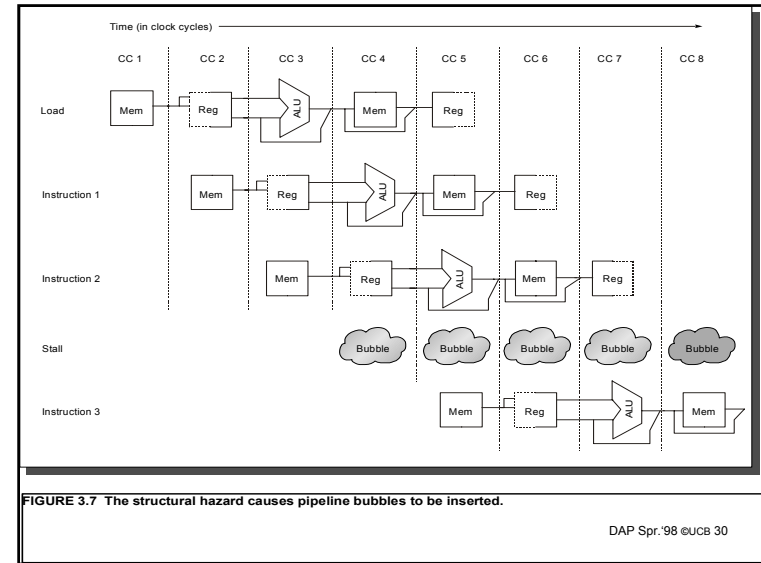 Time (in clock cycles)
CC 1 CC 2 CC 3 CC 4 CC 5 CC 6 CC 7 CC 8
Load Mem Reg ALU Mem Reg
Instruction 1 Mem Reg ALU Mem Reg
Instruction 2 Mem Reg ALU Mem Reg
Stall Bubble Bubble Bubble Bubble Bubble
Instruction 3 Mem Reg ALU Mem
FIGURE 3.7 The structural hazard causes pipeline bubbles to be inserted.
DAP Spr.‘98 ©UCB 30